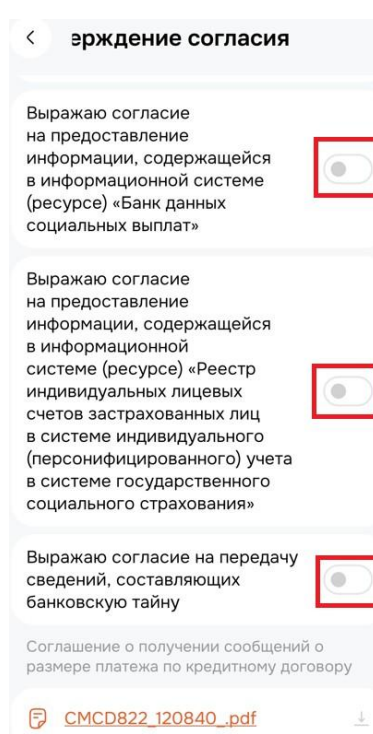 ерждение согласия
Выражаю согласие
на предоставление
информации, содержащейся
в информационной системе
(ресурсе) «Банк данных
социальных выплат»
Выражаю согласие
на предоставление
информации, содержащейся
в информационной
системе (ресурсе) «Реестр
индивидуальных лицевых
счетов застрахованных лиц
в системе индивидуального
(персонифицированного) учета
в системе государственного
социального страхования»
Выражаю согласие на передачу
сведений, составляющих
банковскую тайну
Соглашение о получении сообщений о
размере платежа по кредитному договору
CMCD822_120840_.pdf